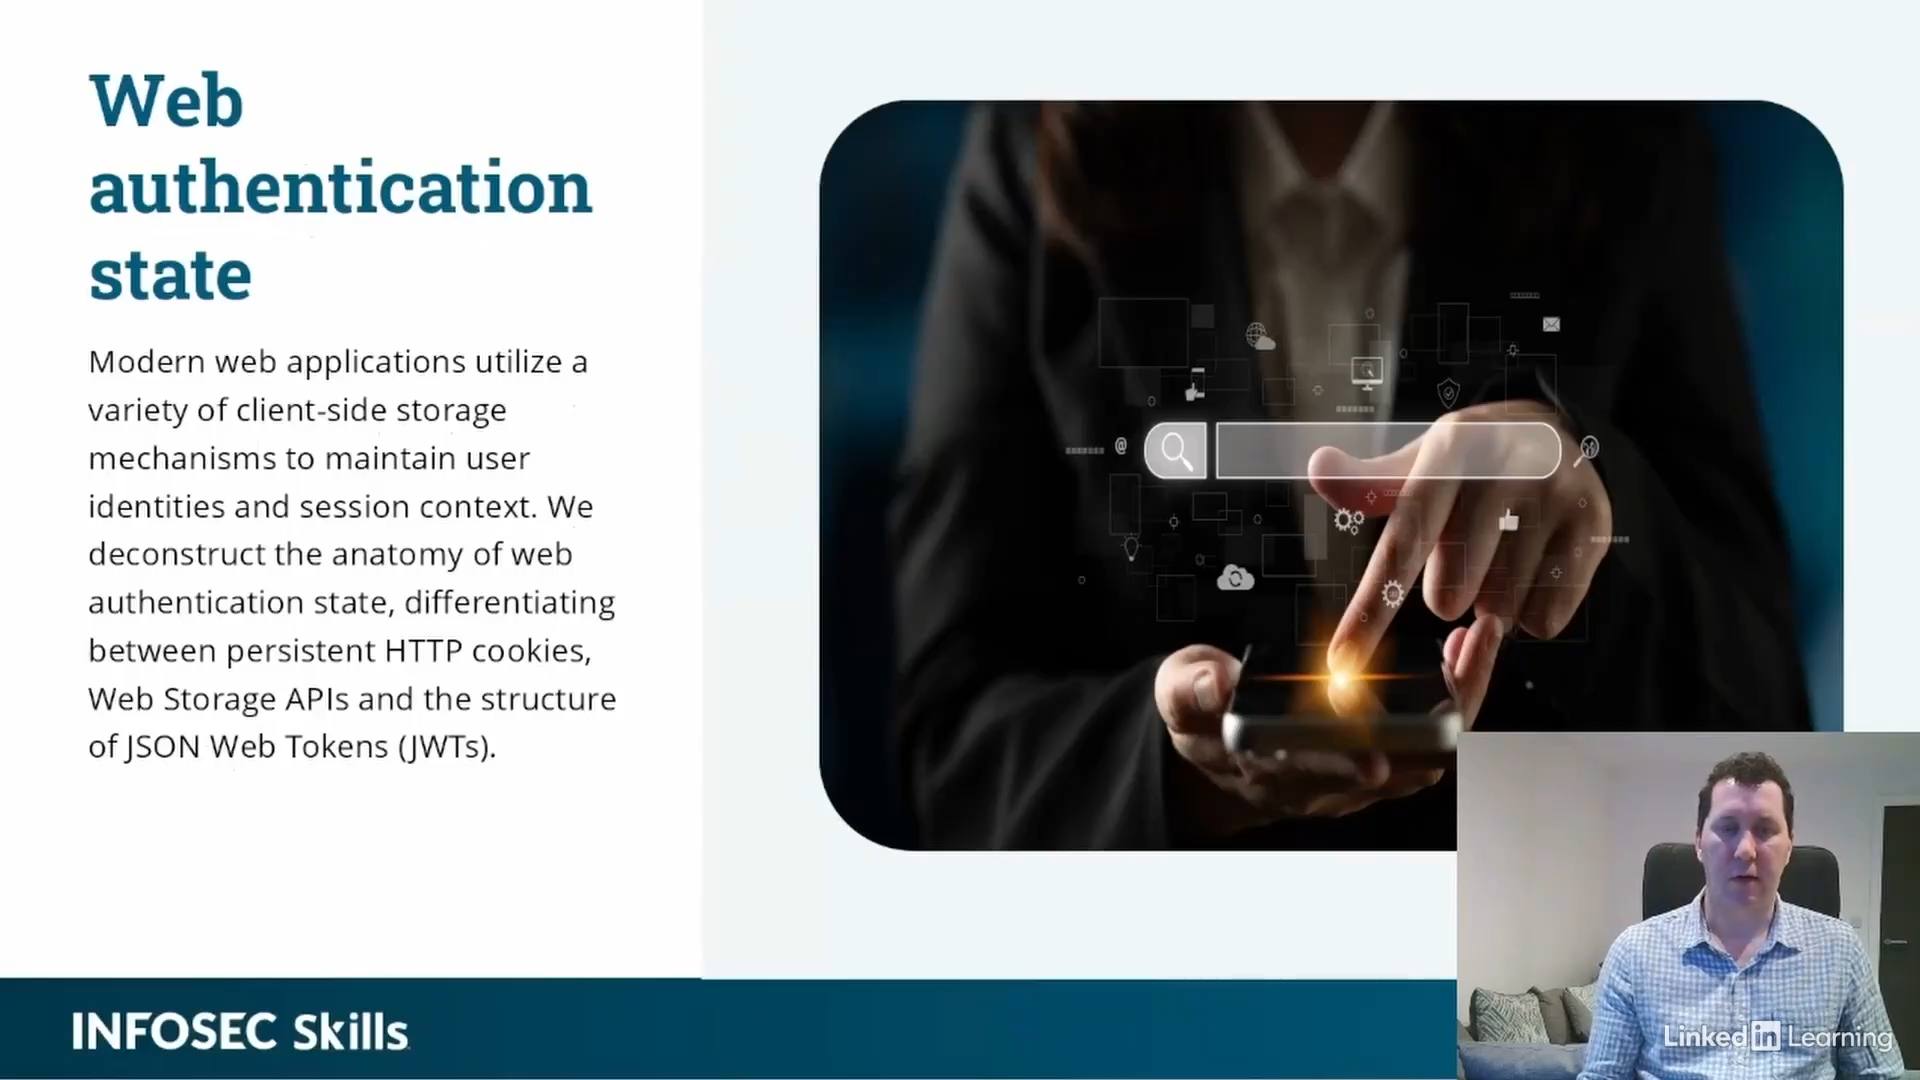 Web
authentication
state
Modern web applications utilize a
variety of client-side storage
mechanisms to maintain user
identities and session context. We
deconstruct the anatomy of web
authentication state, differentiating
between persistent HTTP cookies,
Web Storage APIs and the structure
of JSON Web Tokens (JWTs).
@
INFOSEC Skills
Linked in Learning